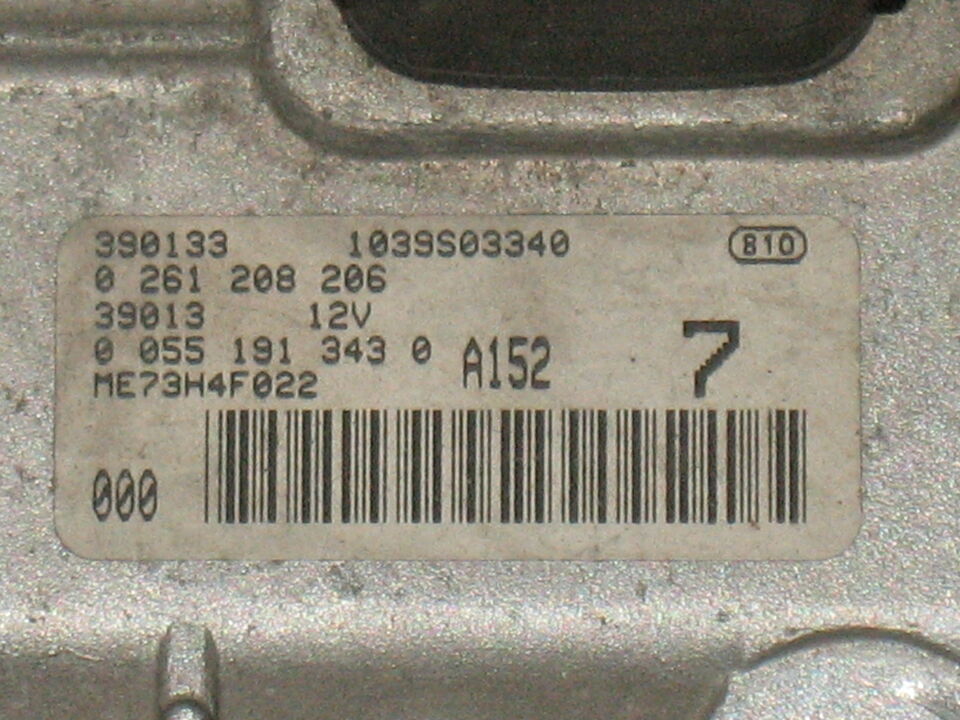 390133 1039S03340 810
0 261 208 206
39013 12V
0 055 191 343 0 A152 7
ME73H4F022
000